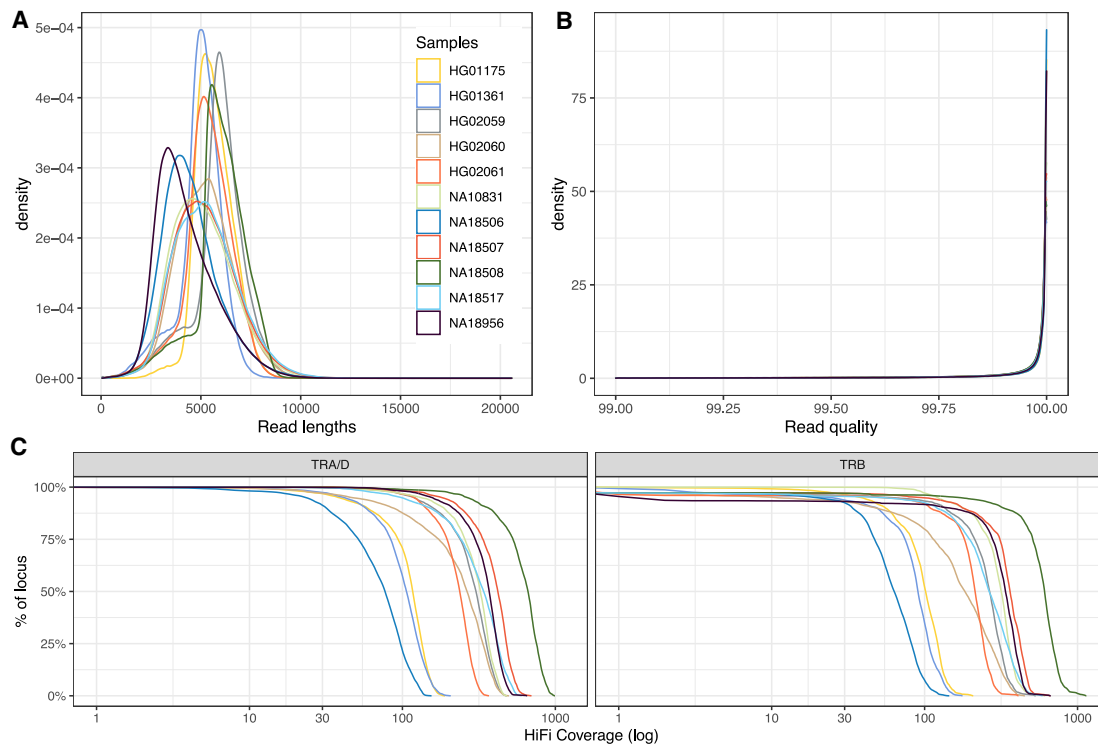 A
B
5e-04
4e-04
3e-04
2e-04
1e-04
0e+00
density
0
5000
10000
15000
20000
Read lengths
Samples
HG01175
HG01361
HG02059
HG02060
HG02061
NA10831
NA18506
NA18507
NA18508
NA18517
NA18956
75
50
25
0
density
99.00
99.25
99.50
99.75
100.00
Read quality
C
TRA/D
TRB
100%
75%
50%
25%
0%
% of locus
1
10
30
100
1000
1
10
30
100
1000
HiFi Coverage (log)